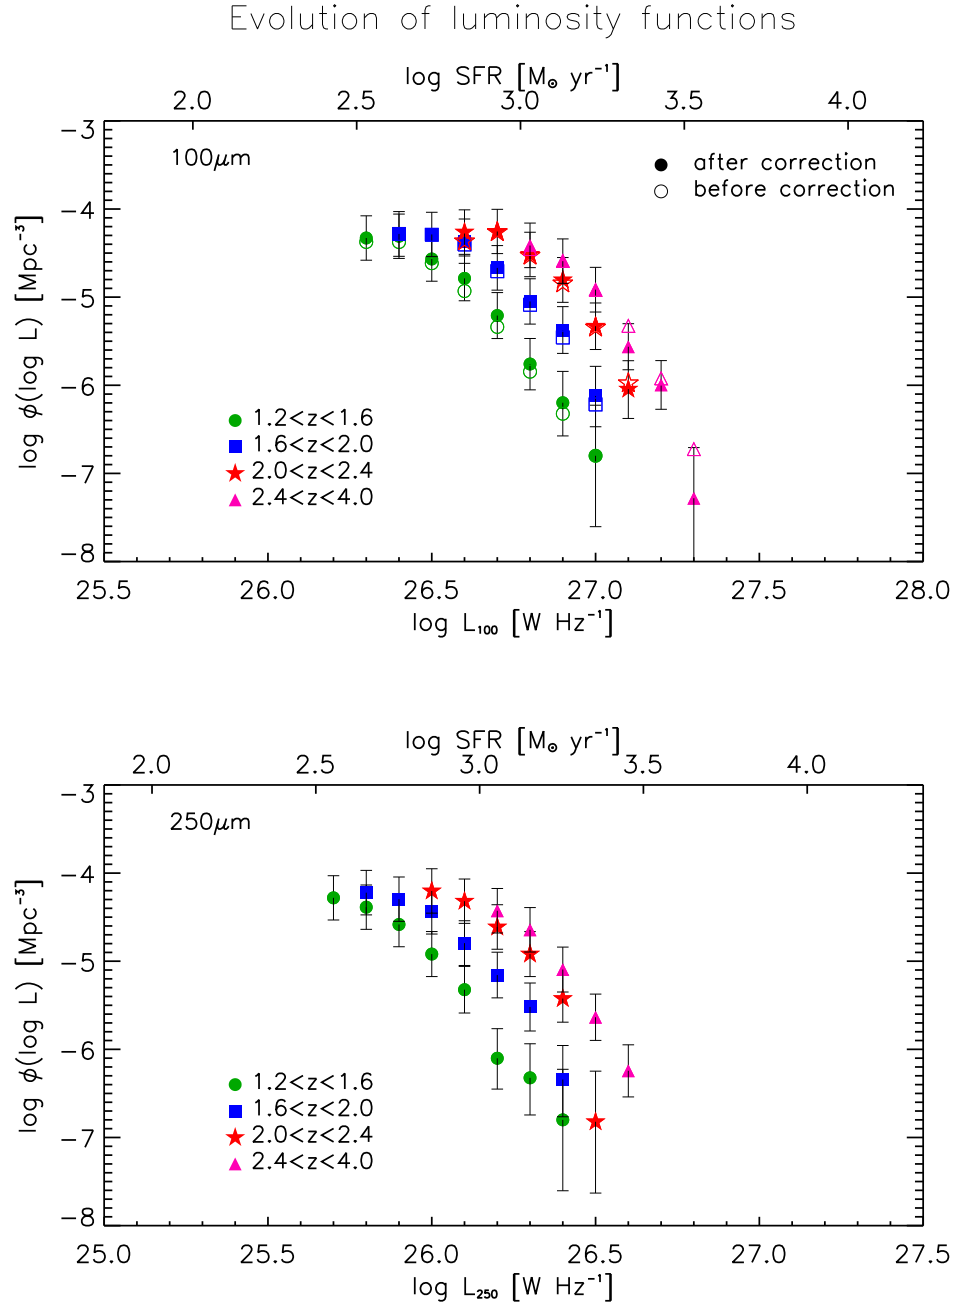 Evolution of luminosity functions
log SFR [M⊙ yr⁻¹]
2.0 2.5 3.0 3.5 4.0
100μm
after correction
before correction
-3
-4
-5
-6
-7
-8
log ϕ(log L) [Mpc⁻³]
1.2<z<1.6
1.6<z<2.0
2.0<z<2.4
2.4<z<4.0
25.5 26.0 26.5 27.0 27.5 28.0
log L₁₀₀ [W Hz⁻¹]
log SFR [M⊙ yr⁻¹]
2.0 2.5 3.0 3.5 4.0
250μm
-3
-4
-5
-6
-7
-8
log ϕ(log L) [Mpc⁻³]
1.2<z<1.6
1.6<z<2.0
2.0<z<2.4
2.4<z<4.0
25.0 25.5 26.0 26.5 27.0 27.5
log L₂₅₀ [W Hz⁻¹]